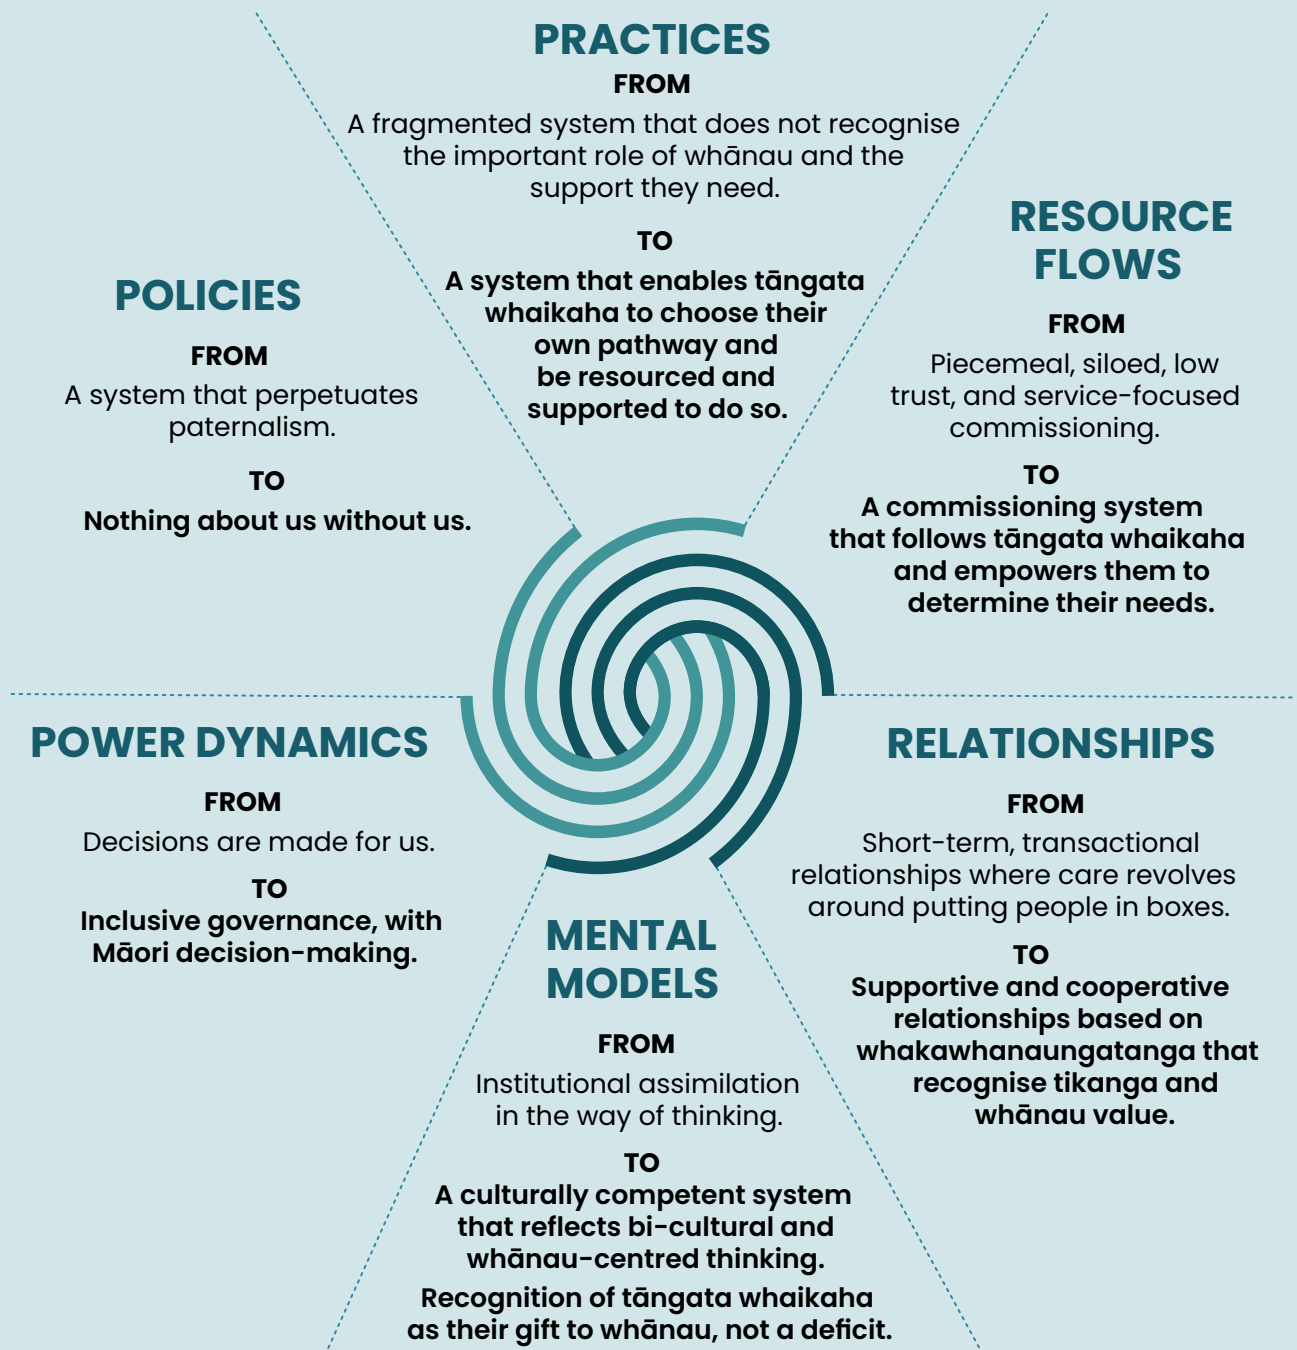 PRACTICES
FROM
A fragmented system that does not recognise
the important role of whānau and the
support they need.
TO
A system that enables tāngata
whaikaha to choose their
own pathway and
be resourced and
supported to do so.
RESOURCE
FLOWS
FROM
Piecemeal, siloed, low
trust, and service-focused
commissioning.
TO
A commissioning system
that follows tāngata whaikaha
and empowers them to
determine their needs.
POLICIES
FROM
A system that perpetuates
paternalism.
TO
Nothing about us without us.
POWER DYNAMICS
FROM
Decisions are made for us.
TO
Inclusive governance, with
Māori decision-making.
RELATIONSHIPS
FROM
Short-term, transactional
relationships where care revolves
around putting people in boxes.
TO
Supportive and cooperative
relationships based on
whakawhanaungatanga that
recognise tikanga and
whānau value.
MENTAL
MODELS
FROM
Institutional assimilation
in the way of thinking.
TO
A culturally competent system
that reflects bi-cultural and
whānau-centred thinking.
Recognition of tāngata whaikaha
as their gift to whānau, not a deficit.